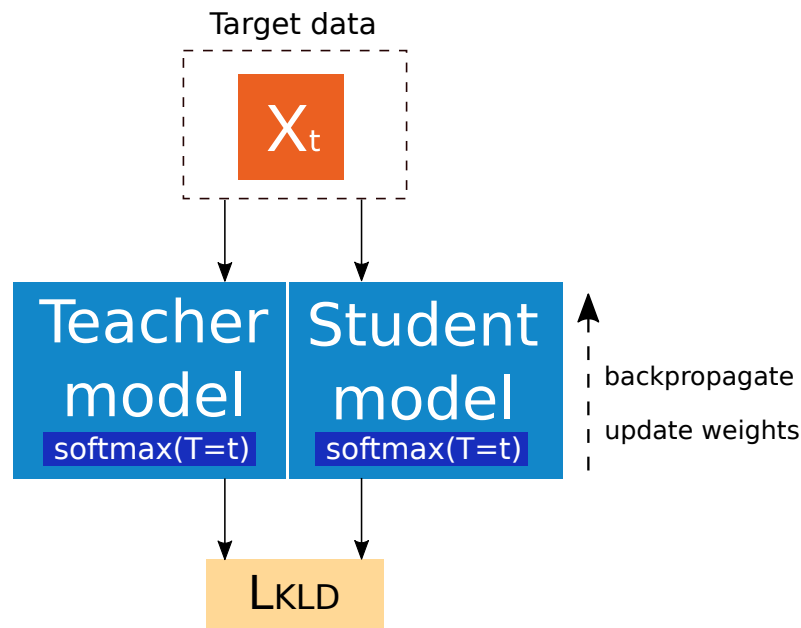 Target data
Xt
Teacher model
softmax(T=t)
Student model
softmax(T=t)
backpropagate
update weights
LKLD